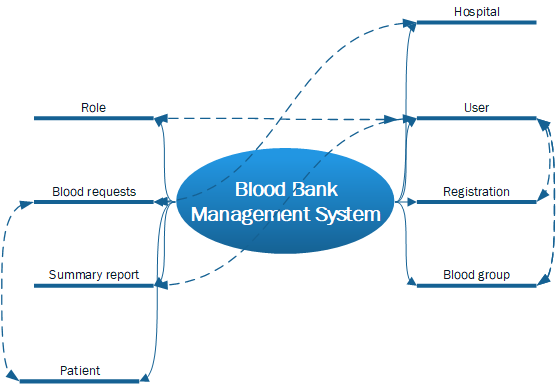 Hospital
Role
User
Blood requests
Blood Bank
Management System
Registration
Summary report
Blood group
Patient